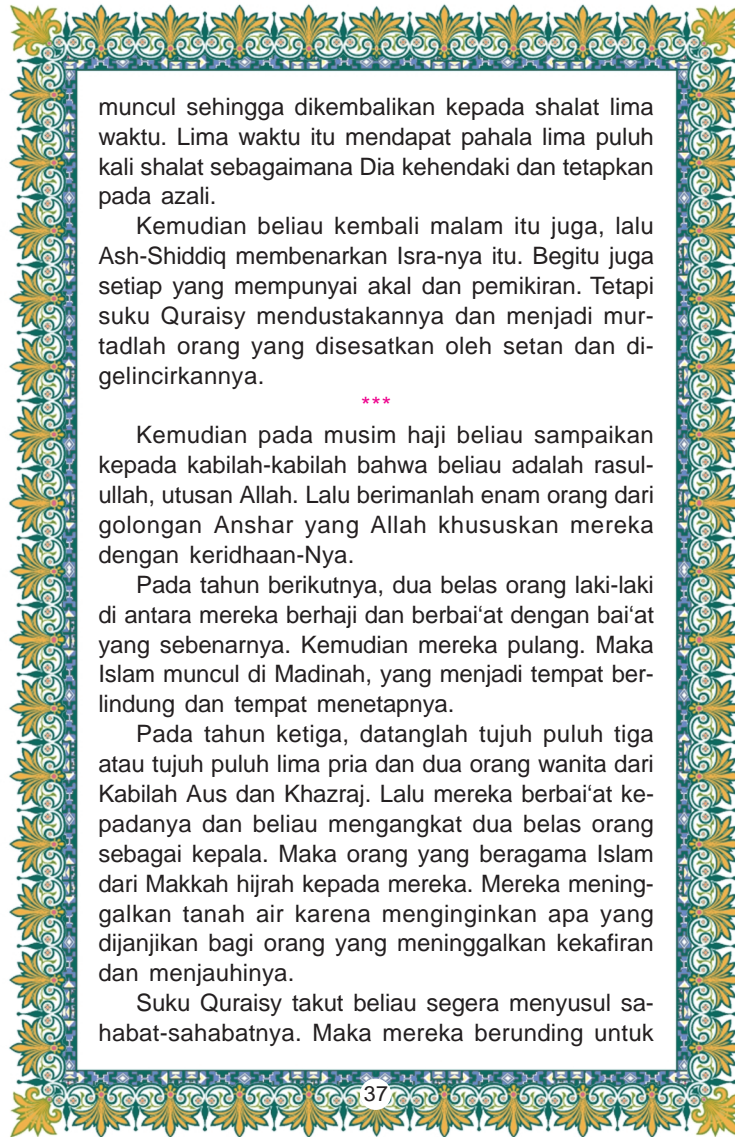 muncul sehingga dikembalikan kepada shalat lima
waktu. Lima waktu itu mendapat pahala lima puluh
kali shalat sebagaimana Dia kehendaki dan tetapkan
pada azali.
Kemudian beliau kembali malam itu juga, lalu
Ash-Shiddiq membenarkan Isra-nya itu. Begitu juga
setiap yang mempunyai akal dan pemikiran. Tetapi
suku Quraisy mendustakannya dan menjadi mur-
tadlah orang yang disesatkan oleh setan dan di-
gelincirkannya.
***
Kemudian pada musim haji beliau sampaikan
kepada kabilah-kabilah bahwa beliau adalah rasul-
ullah, utusan Allah. Lalu berimanlah enam orang dari
golongan Anshar yang Allah khususkan mereka
dengan keridhaan-Nya.
Pada tahun berikutnya, dua belas orang laki-laki
di antara mereka berhaji dan berbai‘at dengan bai‘at
yang sebenarnya. Kemudian mereka pulang. Maka
Islam muncul di Madinah, yang menjadi tempat ber-
lindung dan tempat menetapnya.
Pada tahun ketiga, datanglah tujuh puluh tiga
atau tujuh puluh lima pria dan dua orang wanita dari
Kabilah Aus dan Khazraj. Lalu mereka berbai'at ke-
padanya dan beliau mengangkat dua belas orang
sebagai kepala. Maka orang yang beragama Islam
dari Makkah hijrah kepada mereka. Mereka mening-
galkan tanah air karena menginginkan apa yang
dijanjikan bagi orang yang meninggalkan kekafiran
dan menjauhinya.
Suku Quraisy takut beliau segera menyusul sa-
habat-sahabatnya. Maka mereka berunding untuk
37